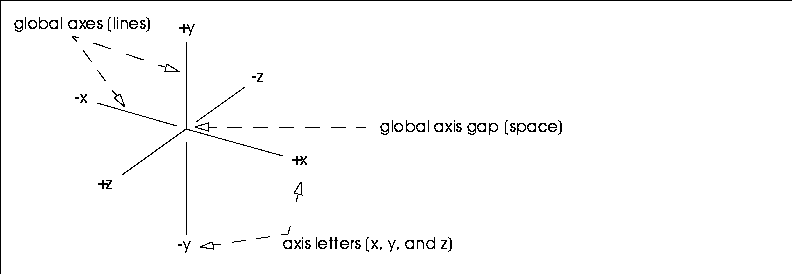 global axes (lines)
+y
-z
-x
global axis gap (space)
+x
+z
-y
axis letters (x, y, and z)